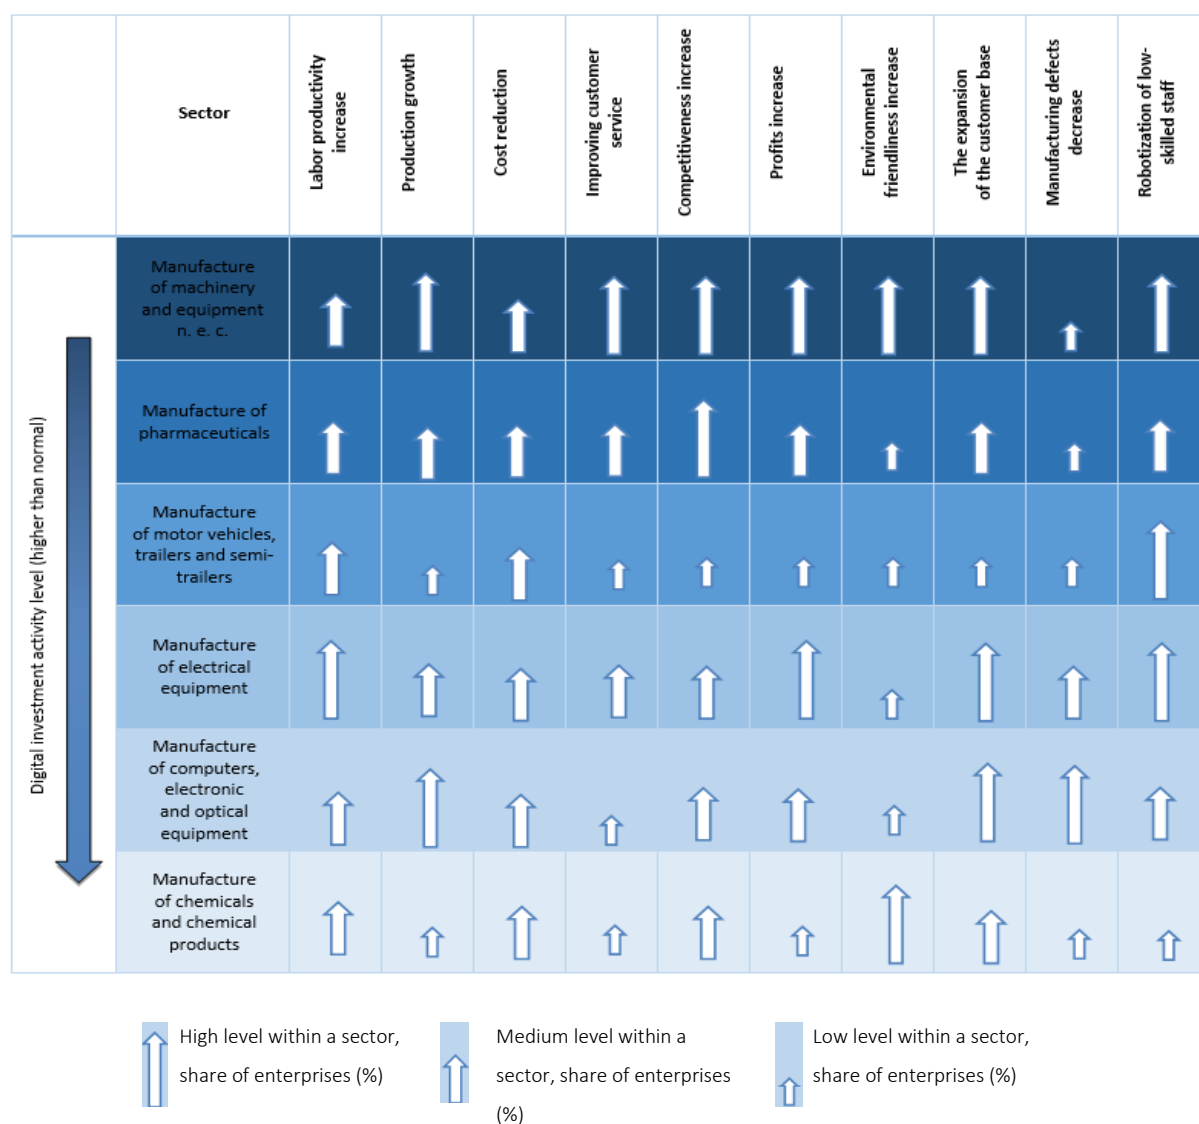 Sector
Labor productivity
increase
Production growth
Cost reduction
Improving customer
service
Competitiveness increase
Profits increase
Environmental
friendliness increase
The expansion
of the customer base
Manufacturing defects
decrease
Robotization of low-
skilled staff
Digital investment activity level (higher than normal)
Manufacture
of machinery
and equipment
n. e. c.
Manufacture of
pharmaceuticals
Manufacture
of motor vehicles,
trailers and semi-
trailers
Manufacture
of electrical
equipment
Manufacture
of computers,
electronic
and optical
equipment
Manufacture
of chemicals
and chemical
products
High level within a sector,
share of enterprises (%)
Medium level within a
sector, share of enterprises
(%)
Low level within a sector,
share of enterprises (%)